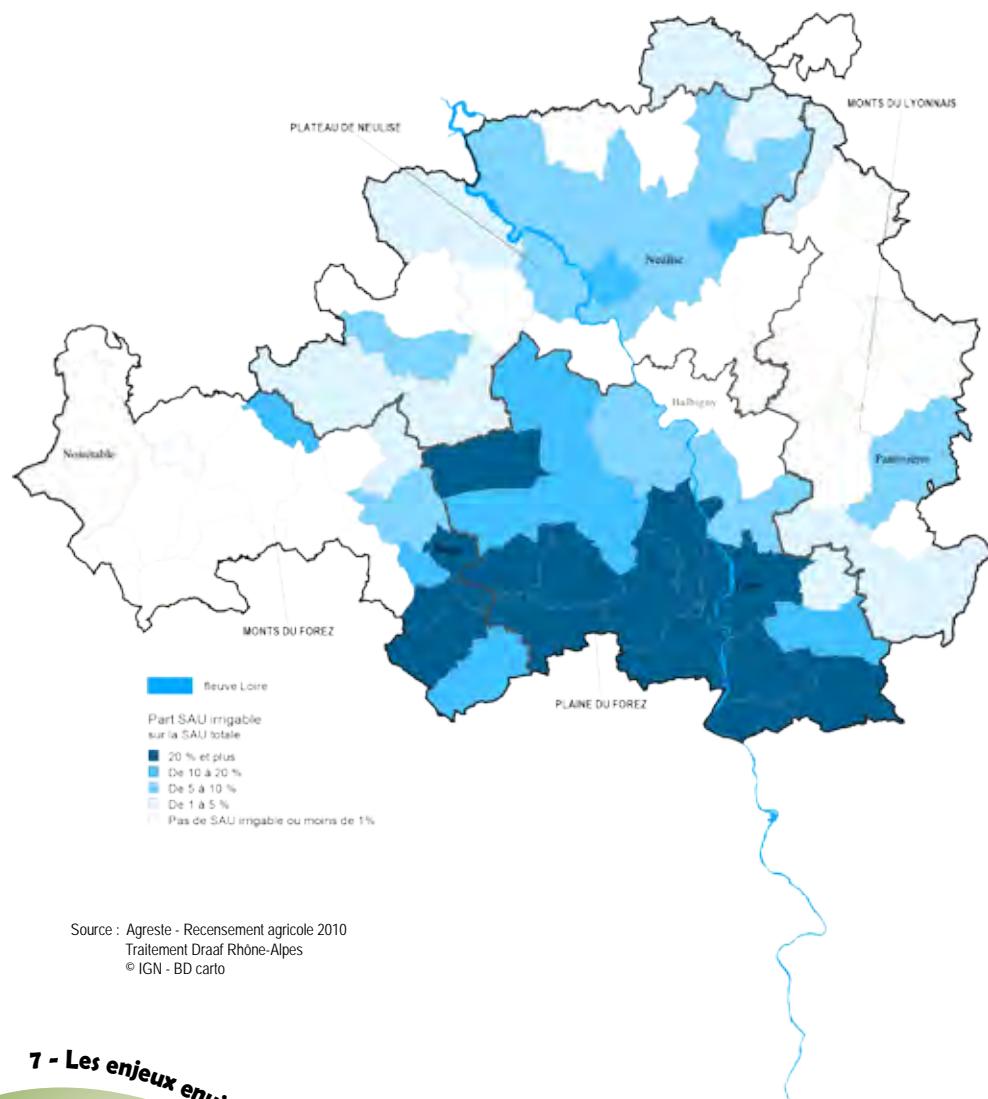 MONTS DU LYONNAIS
PLATEAU DE NEULISE
Neulise
Balbigny
Noirétable
Panissières
MONTS DU FOREZ
PLAINE DU FOREZ
fleuve Loire
Part SAU irrigable
sur la SAU totale
20 % et plus
De 10 à 20 %
De 5 à 10 %
De 1 à 5 %
Pas de SAU irrigable ou moins de 1%
Source : Agreste - Recensement agricole 2010
Traitement Draaf Rhône-Alpes
© IGN - BD carto
7 - Les enjeux